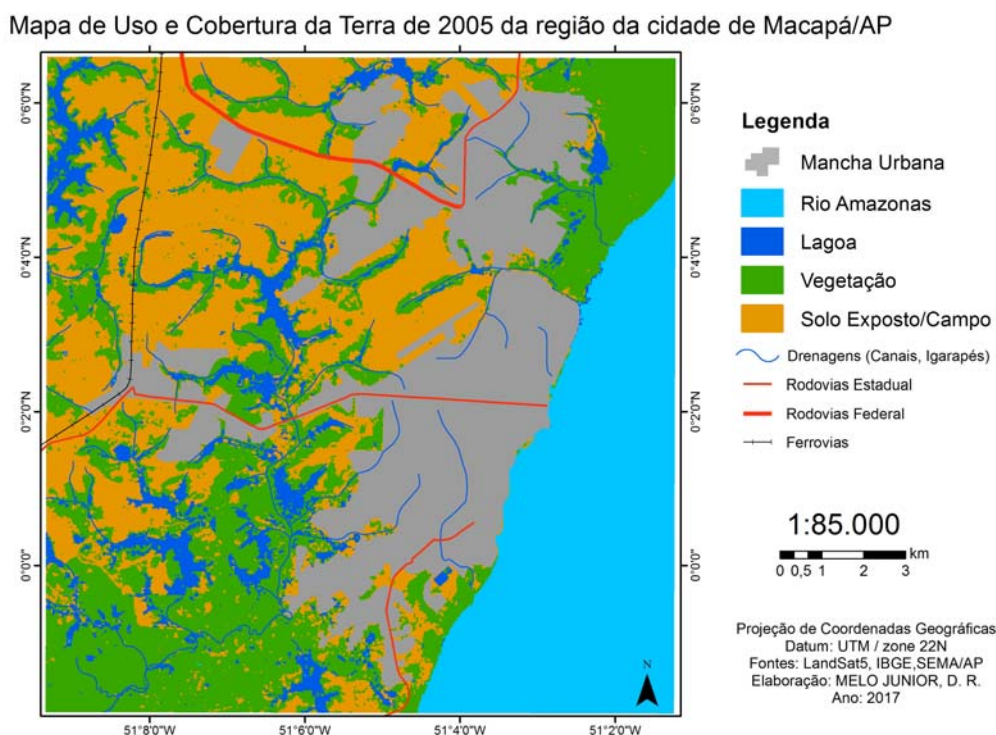 Mapa de Uso e Cobertura da Terra de 2005 da região da cidade de Macapá/AP
0°6'0"N
0°4'0"N
0°2'0"N
0°0'0"
0°6'0"N
0°4'0"N
0°2'0"N
0°0'0"
51°8'0"W
51°6'0"W
51°4'0"W
51°2'0"W
N
Legenda
Mancha Urbana
Rio Amazonas
Lagoa
Vegetação
Solo Exposto/Campo
Drenagens (Canais, Igarapés)
Rodovias Estadual
Rodovias Federal
Ferrovias
1:85.000
km
0 0,5 1 2 3
Projeção de Coordenadas Geográficas
Datum: UTM / zone 22N
Fontes: LandSat5, IBGE,SEMA/AP
Elaboração: MELO JUNIOR, D. R.
Ano: 2017